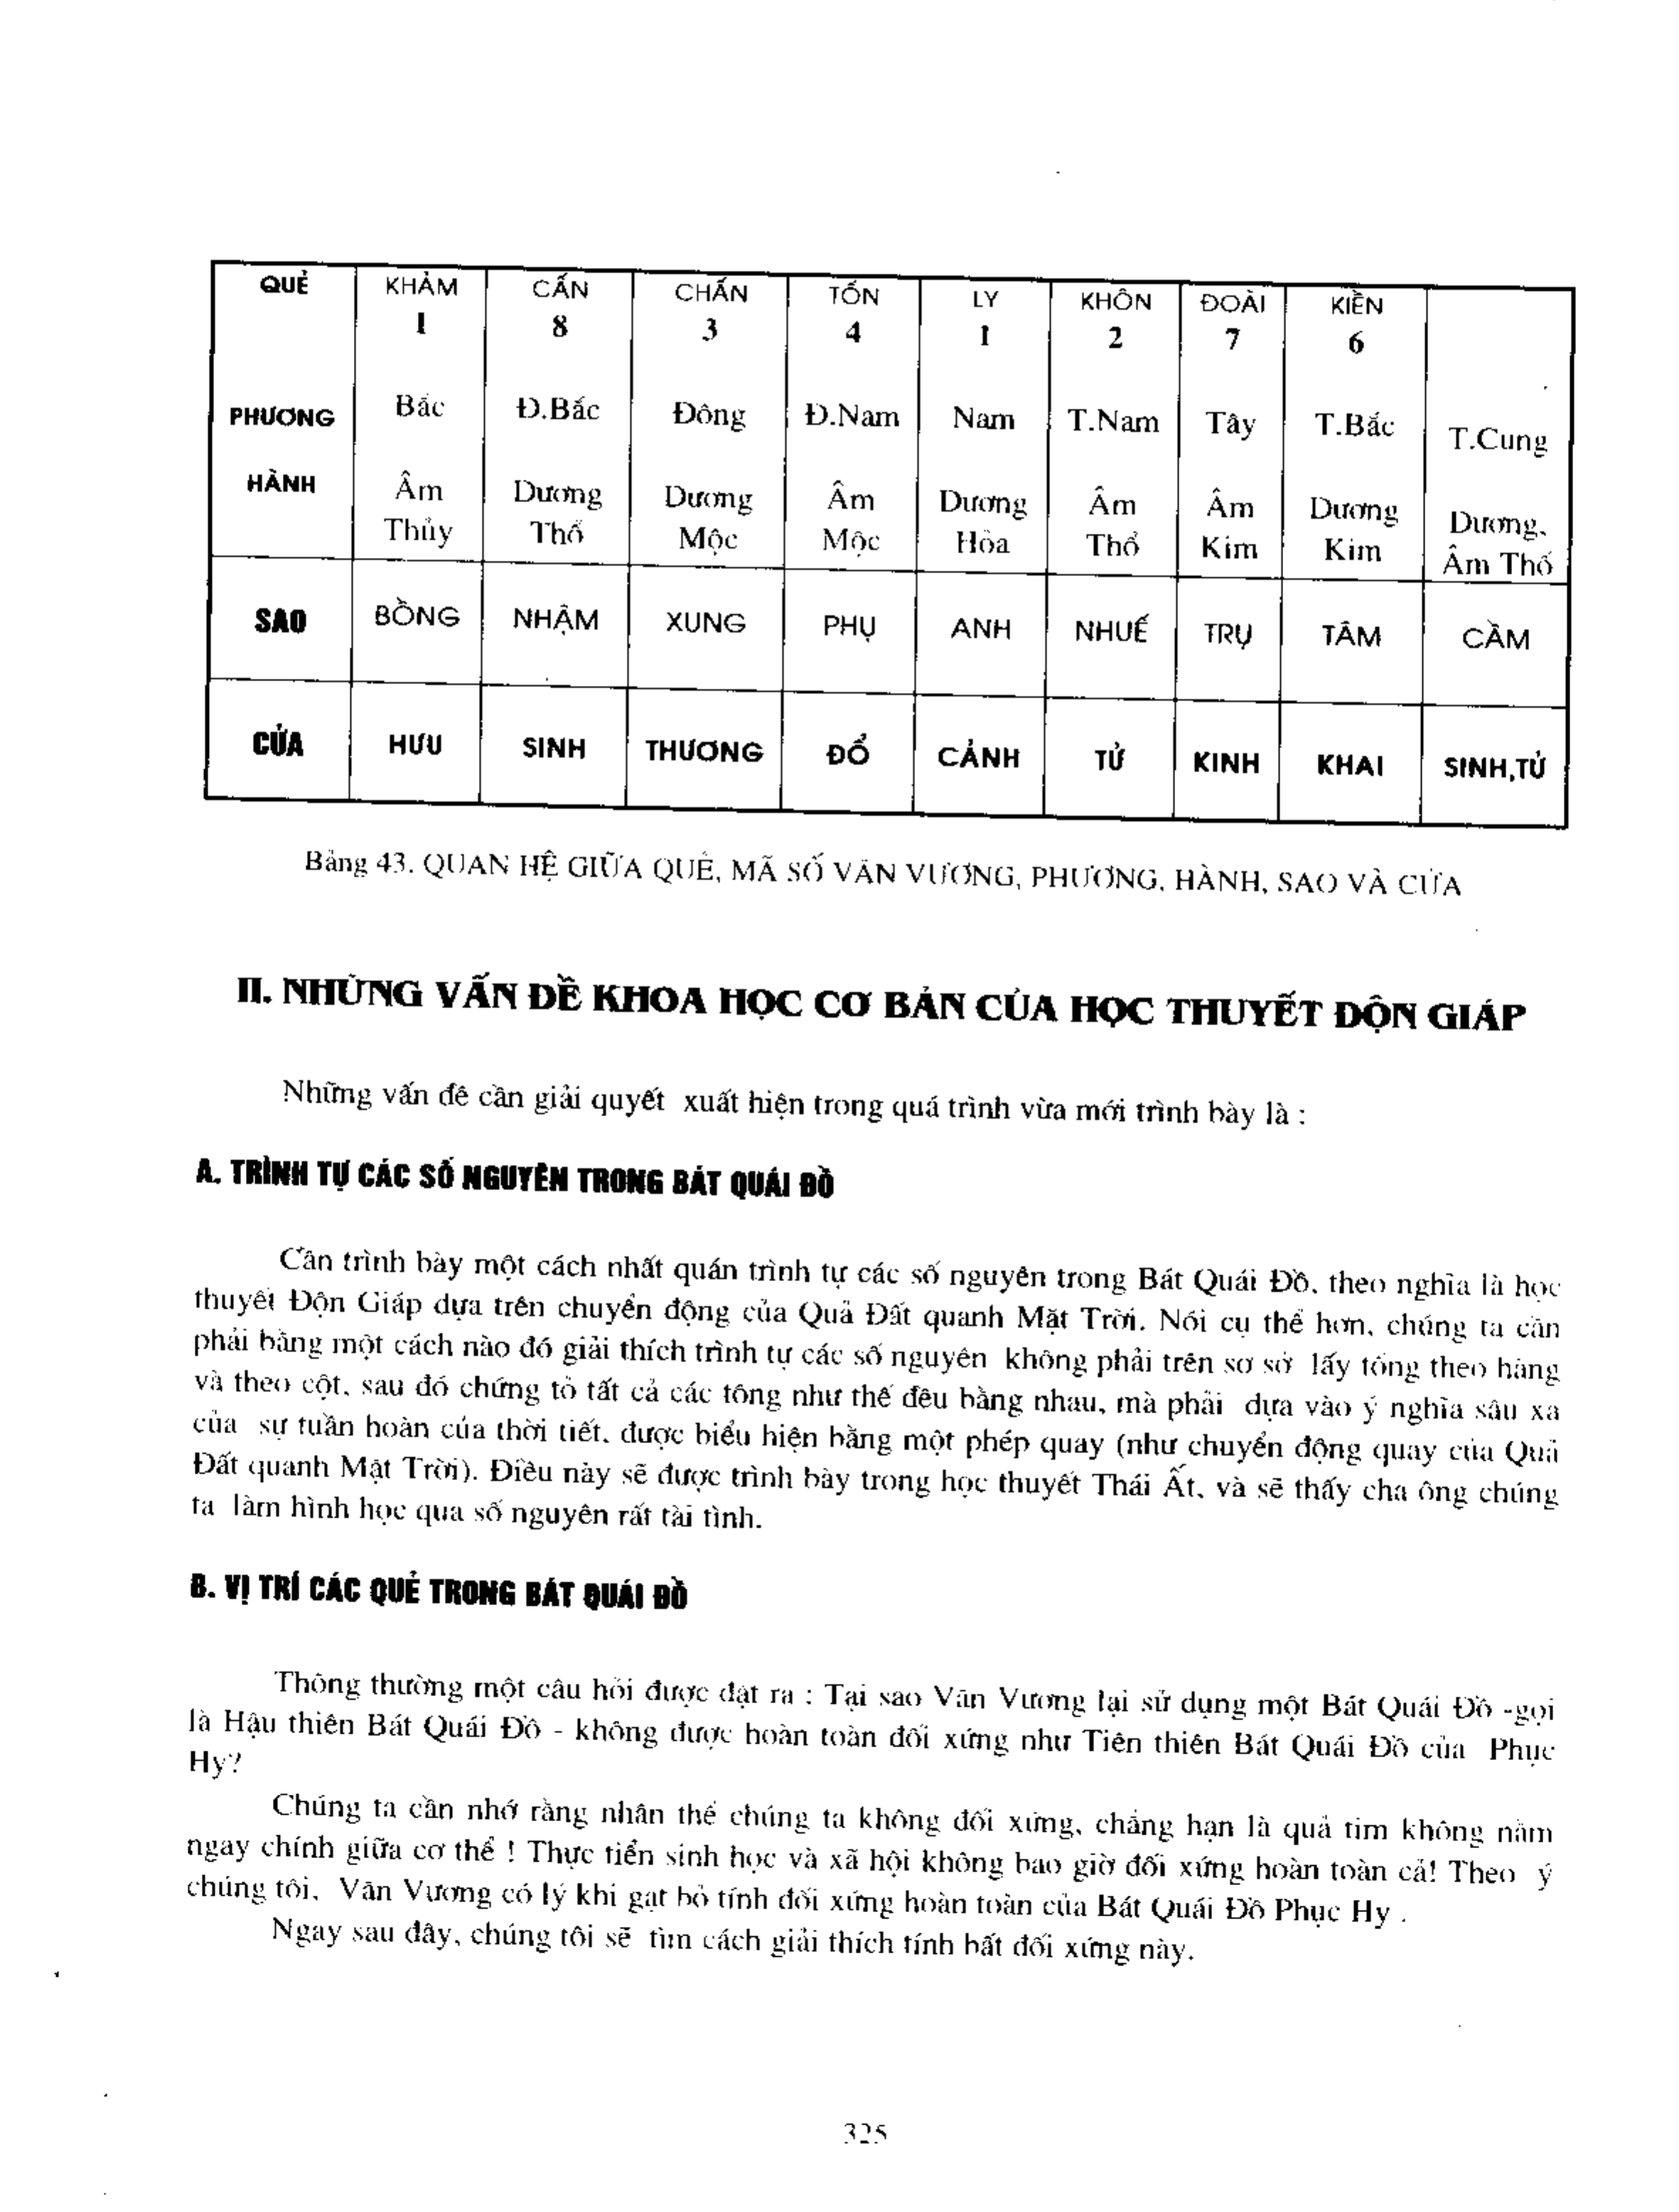 QUẺ KHẢM CẤN CHẤN TỐN LY KHÔN ĐOÀI KIỀN
1 8 3 4 1 2 7 6
PHƯƠNG Bắc Đ.Bắc Đông Đ.Nam Nam T.Nam Tây T.Bắc T.Cung
HÀNH Âm Dương Dương Âm Dương Âm Âm Dương Dương,
Thủy Thổ Mộc Mộc Hỏa Thổ Kim Kim Âm Thổ
SAO BỒNG NHẬM XUNG PHỤ ANH NHUẾ TRỤ TÂM CẦM
CỬA HƯU SINH THƯƠNG ĐỔ CẢNH TỬ KINH KHAI SINH,TỬ
Bảng 43. QUAN HỆ GIỮA QUẺ, MÃ SỐ VĂN VƯƠNG, PHƯƠNG, HÀNH, SAO VÀ CỬA
II. NHỮNG VẤN ĐỀ KHOA HỌC CƠ BẢN CỦA HỌC THUYẾT ĐỘN GIÁP
Những vấn đề cần giải quyết xuất hiện trong quá trình vừa mới trình bày là :
A. TRÌNH TỰ CÁC SỐ NGUYÊN TRONG BÁT QUÁI ĐỒ
Cần trình bày một cách nhất quán trình tự các số nguyên trong Bát Quái Đồ, theo nghĩa là học
thuyết Độn Giáp dựa trên chuyển động của Quả Đất quanh Mặt Trời. Nói cụ thể hơn, chúng ta cần
phải bằng một cách nào đó giải thích trình tự các số nguyên không phải trên sơ sở lấy tổng theo hàng
và theo cột, sau đó chứng tỏ tất cả các tổng như thế đều bằng nhau, mà phải dựa vào ý nghĩa sâu xa
của sự tuần hoàn của thời tiết, được biểu hiện bằng một phép quay (như chuyển động quay của Quả
Đất quanh Mặt Trời). Điều này sẽ được trình bày trong học thuyết Thái Ất, và sẽ thấy cha ông chúng
ta làm hình học qua số nguyên rất tài tình.
B. VỊ TRÍ CÁC QUẺ TRONG BÁT QUÁI ĐỒ
Thông thường một câu hỏi được đặt ra : Tại sao Văn Vương lại sử dụng một Bát Quái Đồ -gọi
là Hậu thiên Bát Quái Đồ - không được hoàn toàn đối xứng như Tiên thiên Bát Quái Đồ của Phục
Hy?
Chúng ta cần nhớ rằng nhân thể chúng ta không đối xứng, chẳng hạn là quả tim không nằm
ngay chính giữa cơ thể ! Thực tiển sinh học và xã hội không bao giờ đối xứng hoàn toàn cả! Theo ý
chúng tôi, Văn Vương có lý khi gạt bỏ tính đối xứng hoàn toàn của Bát Quái Đồ Phục Hy .
Ngay sau đây, chúng tôi sẽ tìm cách giải thích tính bất đối xứng này.
325